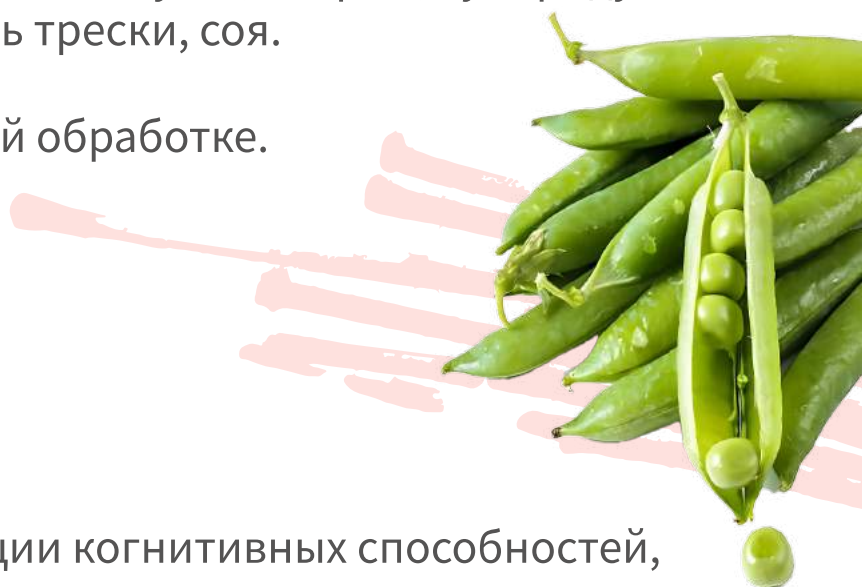 ь трески, соя.
й обработке.
ции когнитивных способностей,